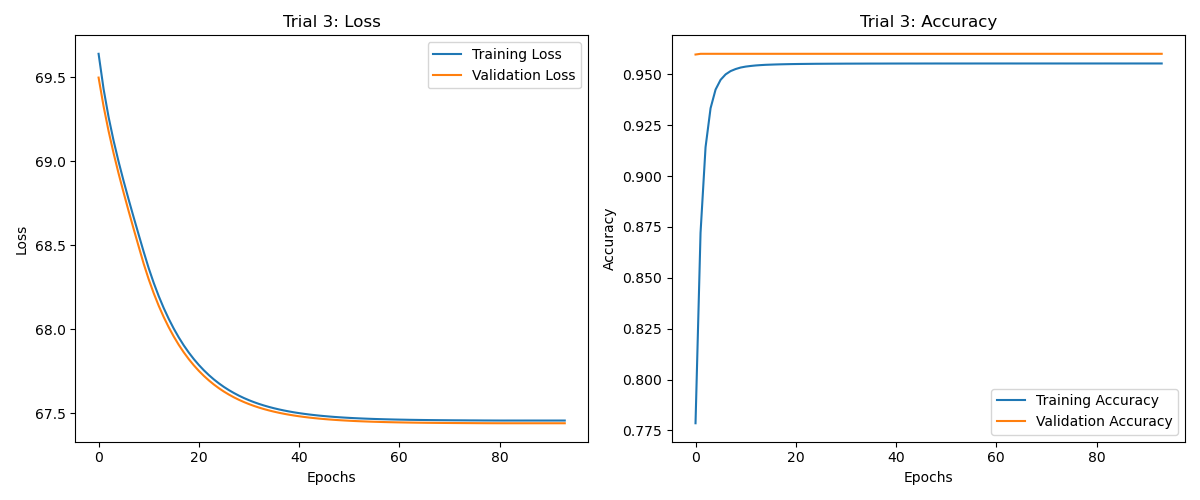 Trial 3: Loss
Training Loss
Validation Loss
69.5
69.0
68.5
68.0
67.5
Loss
0
20
40
60
80
Epochs
Trial 3: Accuracy
0.950
0.925
0.900
0.875
0.850
0.825
0.800
0.775
Accuracy
Training Accuracy
Validation Accuracy
0
20
40
60
80
Epochs